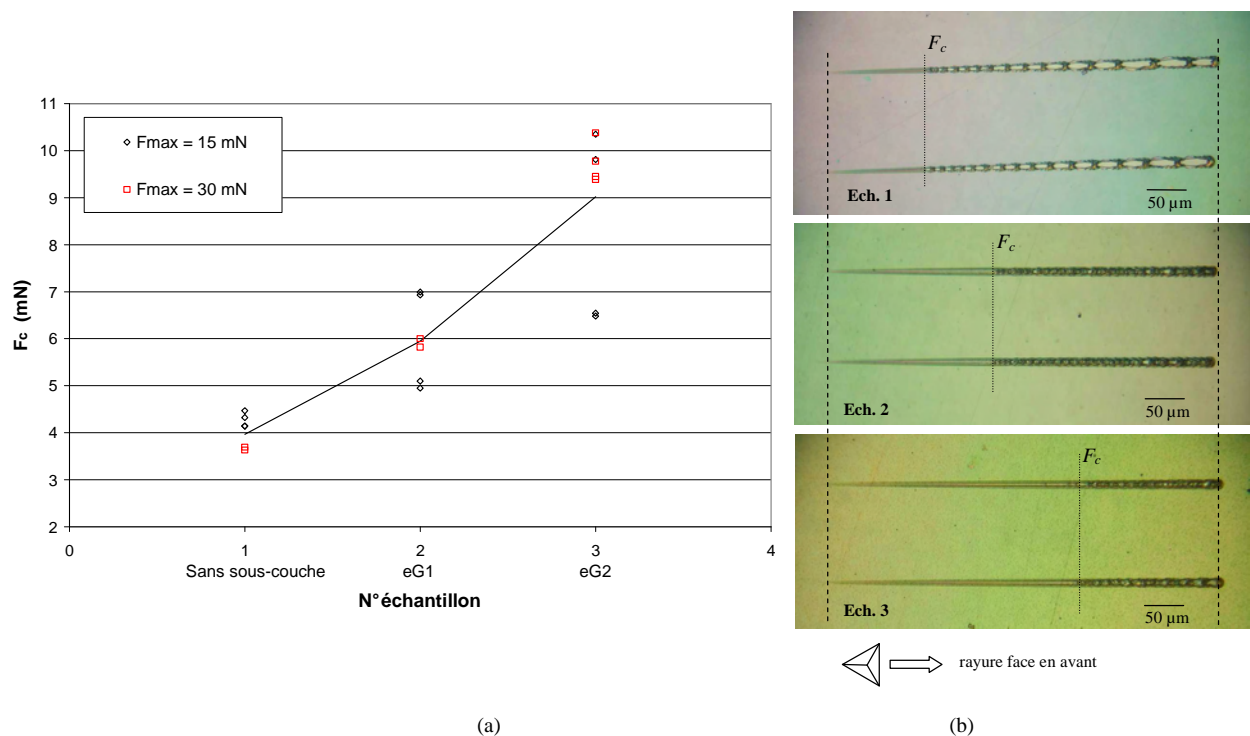 11
10
9
8
7
6
5
4
3
2
Fc (mN)
Fmax = 15 mN
Fmax = 30 mN
0
1
2
3
4
Sans sous-couche
eG1
eG2
N°échantillon
(a)
Fc
Ech. 1
50 µm
Fc
Ech. 2
50 µm
Fc
Ech. 3
50 µm
rayure face en avant
(b)